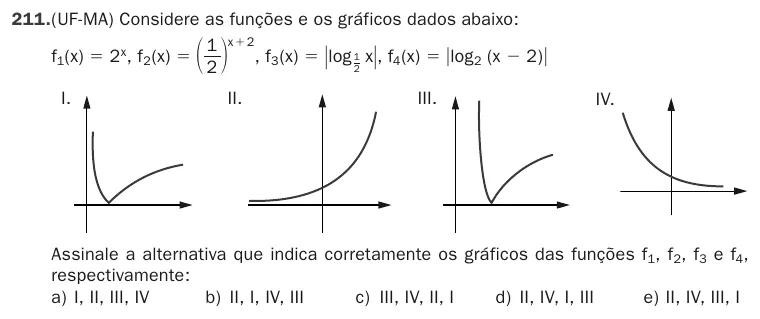 211.(UF-MA) Considere as funções e os gráficos dados abaixo:
f₁(x) = 2ˣ, f₂(x) = (1/2)ˣ⁺², f₃(x) = |log_{1/2} x|, f₄(x) = |log₂ (x − 2)|
I. II. III. IV.
Assinale a alternativa que indica corretamente os gráficos das funções f₁, f₂, f₃ e f₄,
respectivamente:
a) I, II, III, IV b) II, I, IV, III c) III, IV, II, I d) II, IV, I, III e) II, IV, III, I